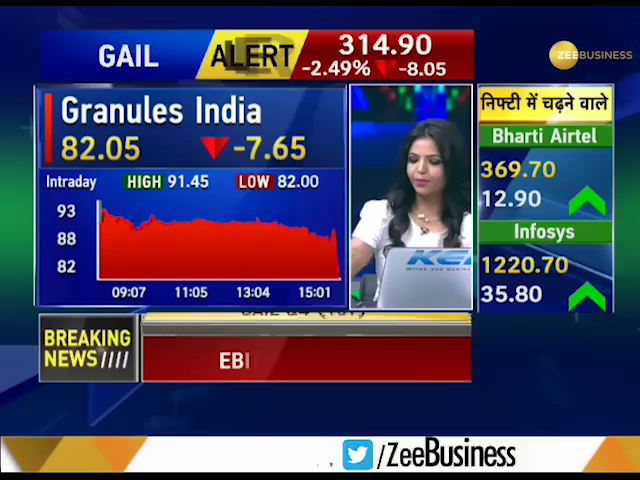 GAIL
ALERT
314.90
-2.49% -8.05
ZEEBUSINESS
Granules India
82.05 -7.65
Intraday HIGH 91.45 LOW 82.00
93
88
82
09:07 11:05 13:04 15:01
निफ्टी में चढ़ने वाले
Bharti Airtel
369.70
12.90
Infosys
1220.70
35.80
BREAKING
NEWS ////
EBI
/ZeeBusiness